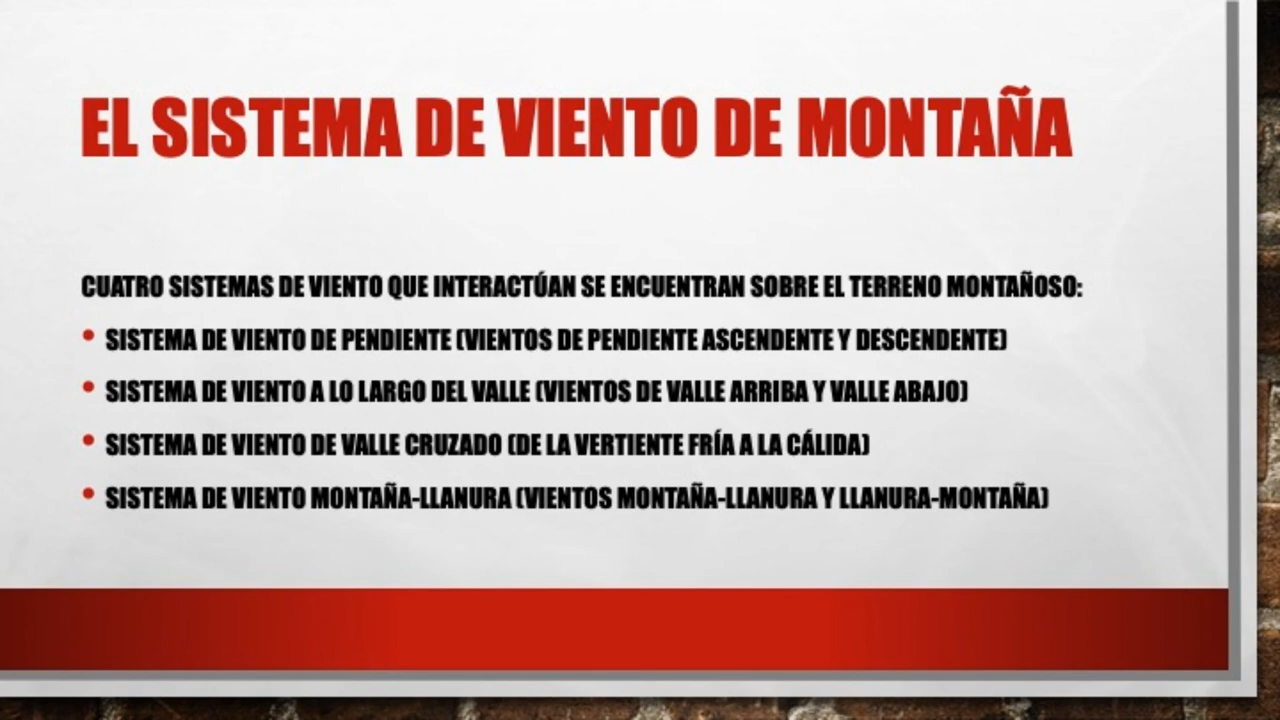 EL SISTEMA DE VIENTO DE MONTAÑA
CUATRO SISTEMAS DE VIENTO QUE INTERACTÚAN SE ENCUENTRAN SOBRE EL TERRENO MONTAÑOSO:
• SISTEMA DE VIENTO DE PENDIENTE (VIENTOS DE PENDIENTE ASCENDENTE Y DESCENDENTE)
• SISTEMA DE VIENTO A LO LARGO DEL VALLE (VIENTOS DE VALLE ARRIBA Y VALLE ABAJO)
• SISTEMA DE VIENTO DE VALLE CRUZADO (DE LA VERTIENTE FRÍA A LA CÁLIDA)
• SISTEMA DE VIENTO MONTAÑA-LLANURA (VIENTOS MONTAÑA-LLANURA Y LLANURA-MONTAÑA)